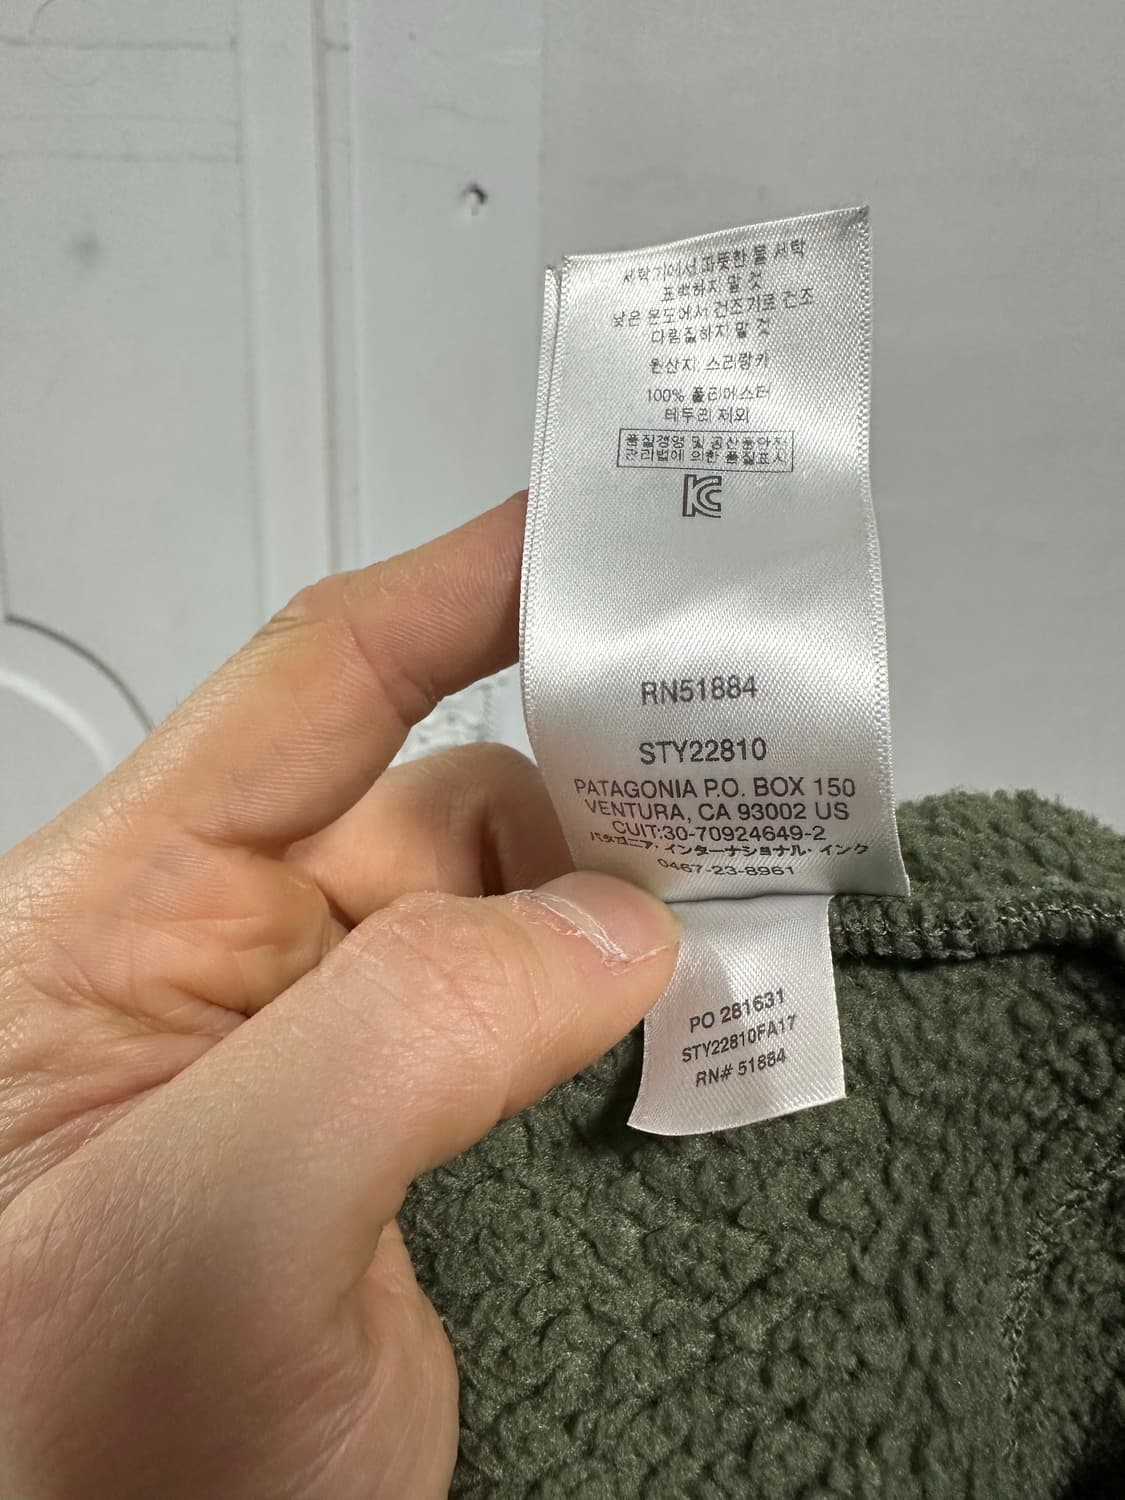 세탁기에서 따뜻한 물 세탁
표백하지 말 것
낮은 온도에서 건조기로 건조
다림질하지 말 것
원산지: 스리랑카
100% 폴리에스터
테두리 제외
품질경영 및 공산품안전
관리법에 의한 품질표시
KC
RN51884
STY22810
PATAGONIA P.O. BOX 150
VENTURA, CA 93002 US
CUIT:30-70924649-2
パタゴニア・インターナショナル・インク
0467-23-8961
PO 281631
STY22810FA17
RN# 51884